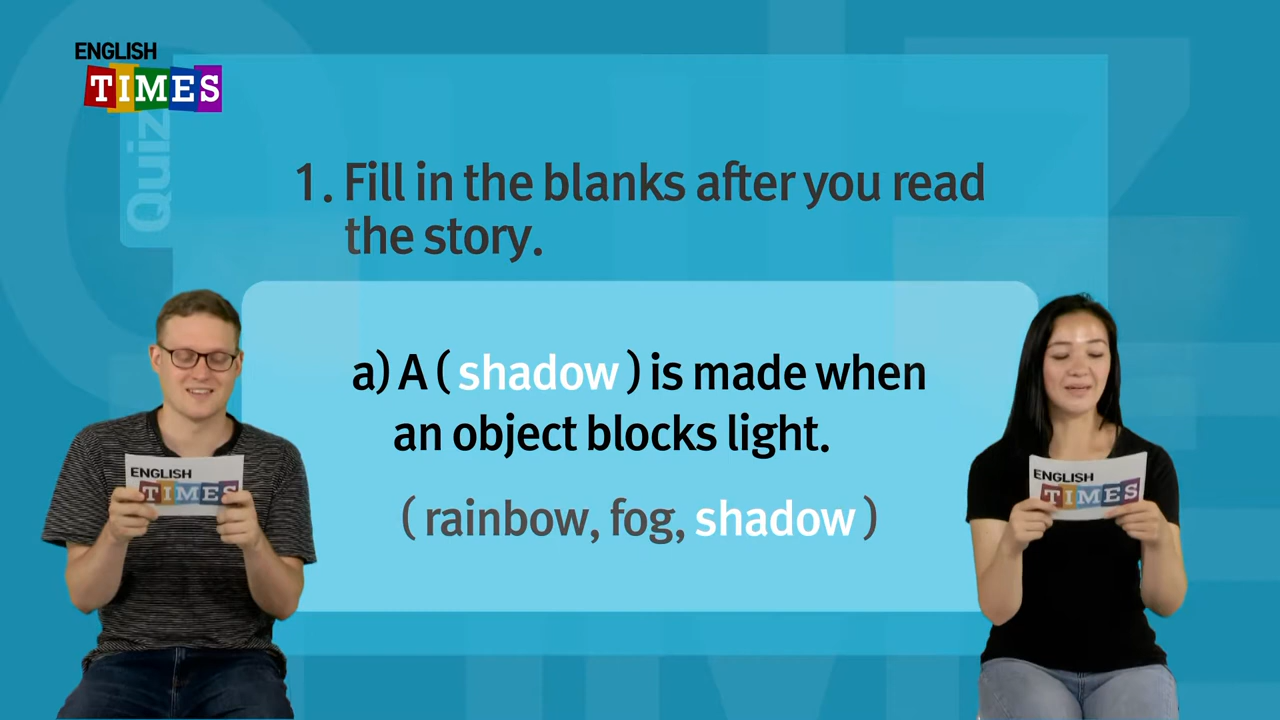 ENGLISH
TIMES
Quiz
1. Fill in the blanks after you read
the story.
a) A ( shadow ) is made when
an object blocks light.
( rainbow, fog, shadow )
ENGLISH
TIMES
ENGLISH
TIMES